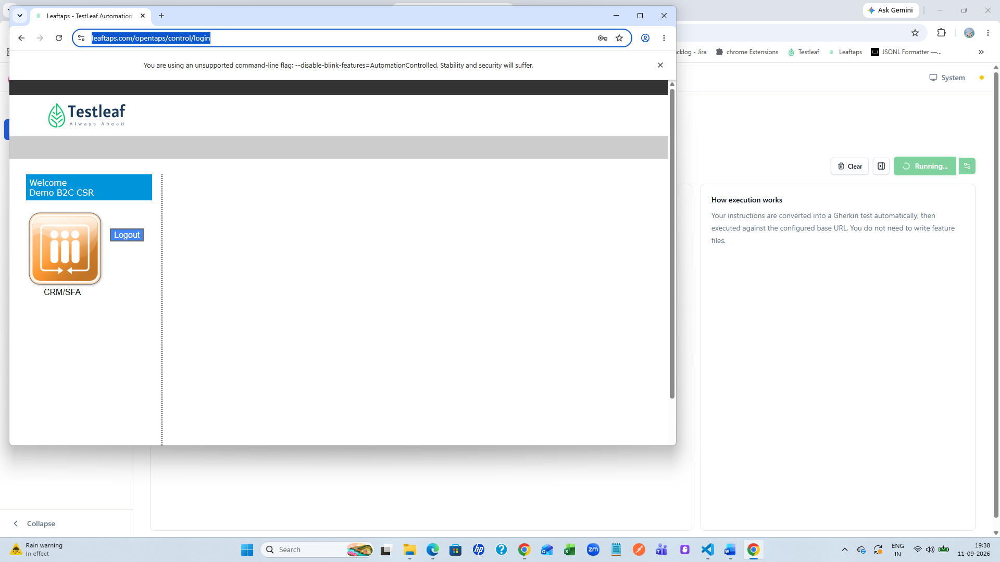 Leaftaps - TestLeaf Automation
Ask Gemini
leaftaps.com/opentaps/control/login
cklog - Jira
chrome Extensions
Testleaf
Leaftaps
JSONL Formatter —...
You are using an unsupported command-line flag: --disable-blink-features=AutomationControlled. Stability and security will suffer.
System
Testleaf
Always Ahead
Clear
Running...
Welcome
Demo B2C CSR
Logout
CRM/SFA
How execution works
Your instructions are converted into a Gherkin test automatically, then
executed against the configured base URL. You do not need to write feature
files.
Collapse
Rain warning
In effect
Search
hp
zm
ENG
IN
19:38
11-09-2026